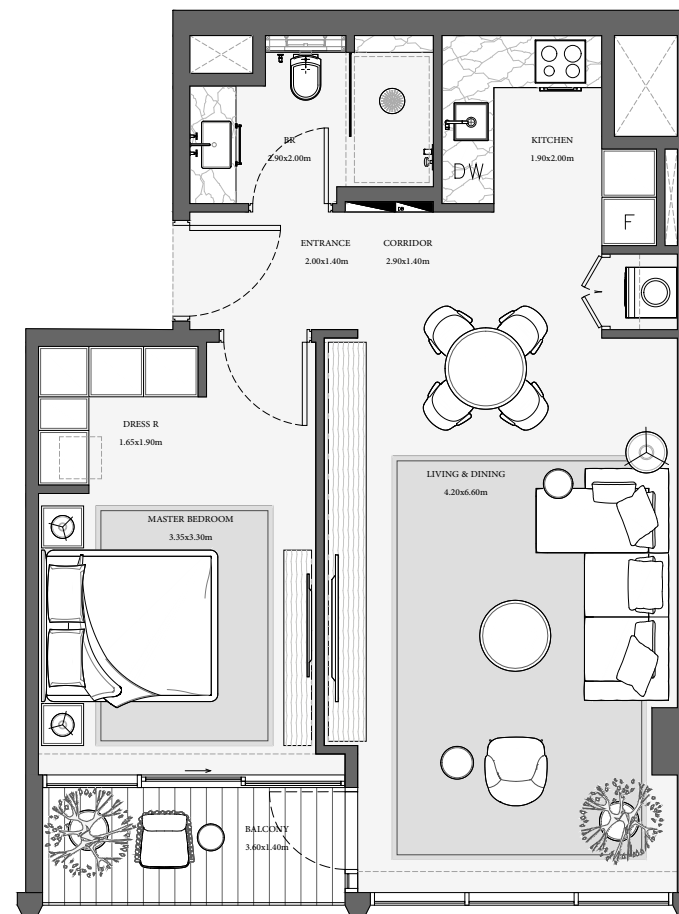 BR
2.90x2.00m
KITCHEN
1.90x2.00m
DW
F
DB
ENTRANCE
2.00x1.40m
CORRIDOR
2.90x1.40m
DRESS R
1.65x1.90m
LIVING & DINING
4.20x6.60m
MASTER BEDROOM
3.35x3.30m
BALCONY
3.60x1.40m